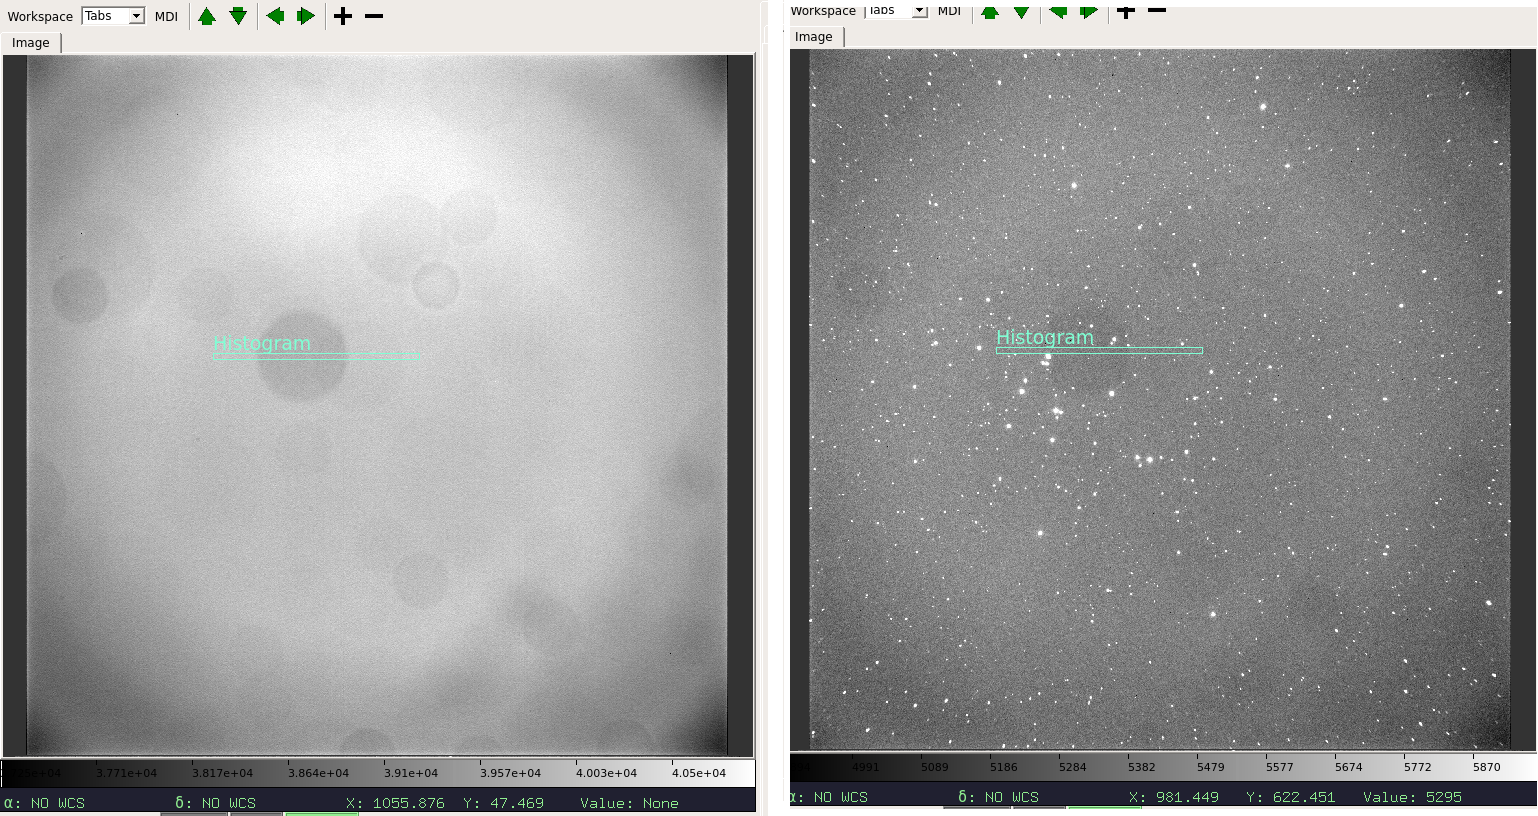 Workspace Tabs MDI
Image
Histogram
3.771e+04 3.817e+04 3.864e+04 3.91e+04 3.957e+04 4.003e+04 4.05e+04
α: NO WCS δ: NO WCS X: 1055.876 Y: 47.469 Value: None
Workspace Tabs MDI
Image
Histogram
4991 5089 5186 5284 5382 5479 5577 5674 5772 5870
α: NO WCS δ: NO WCS X: 981.449 Y: 622.451 Value: 5295